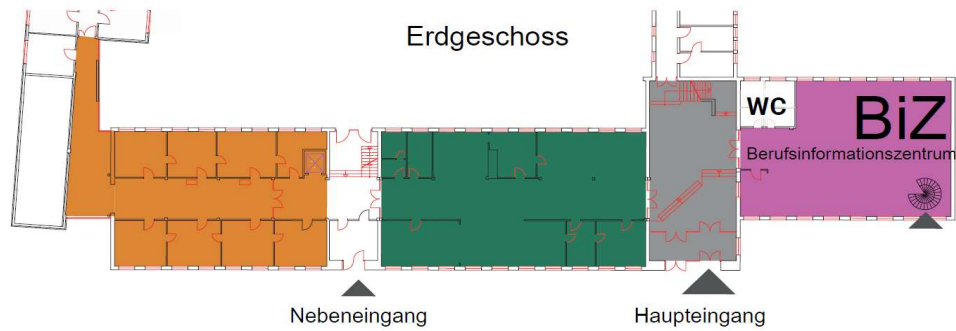 Erdgeschoss
WC
BiZ
Berufsinformationszentrum
Nebeneingang
Haupteingang